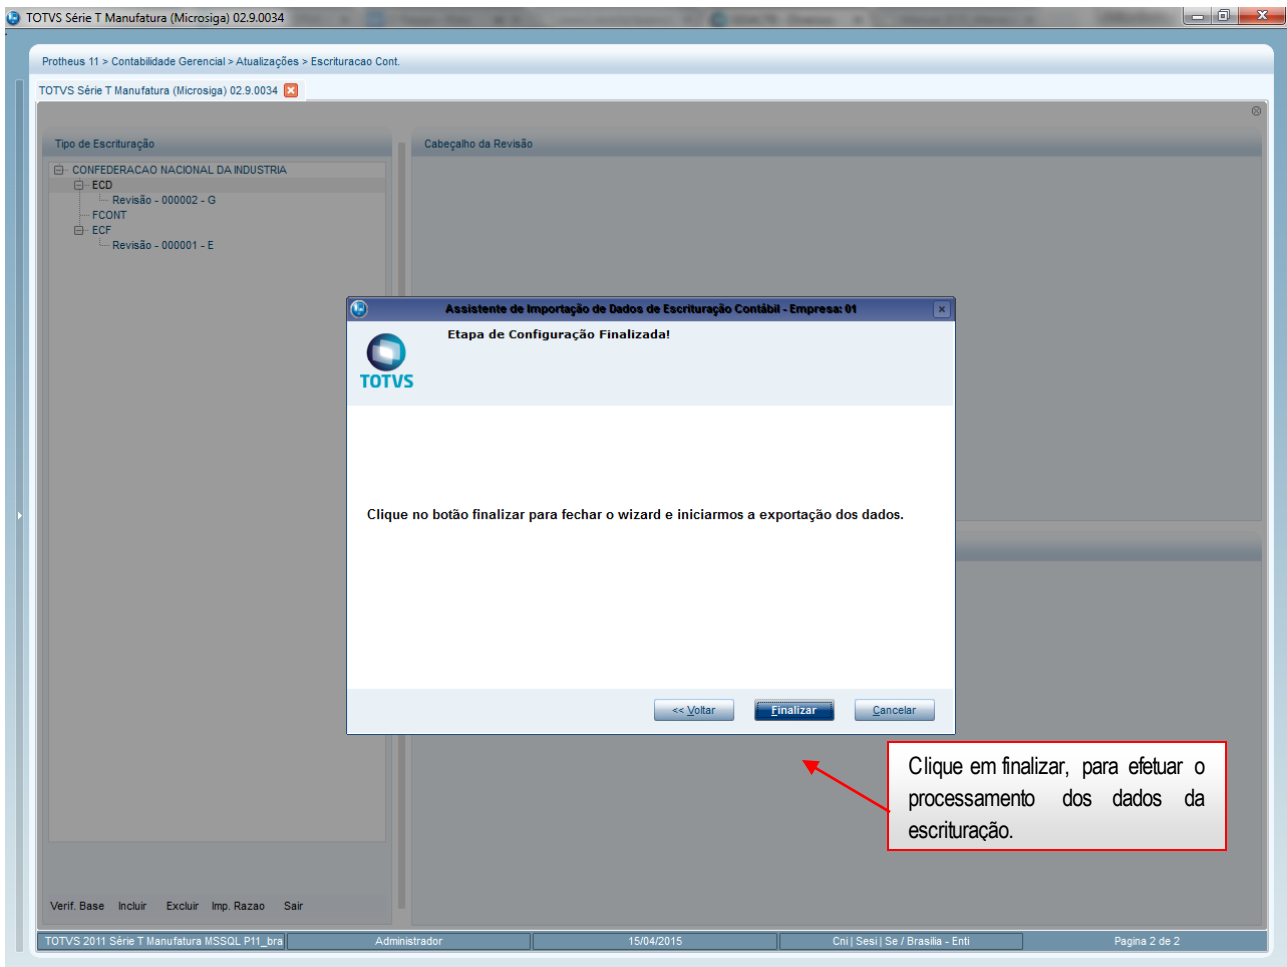 TOTVS Série T Manufatura (Microsiga) 02.9.0034
Protheus 11 > Contabilidade Gerencial > Atualizações > Escrituracao Cont.
TOTVS Série T Manufatura (Microsiga) 02.9.0034
Tipo de Escrituração
Cabeçalho da Revisão
CONFEDERACAO NACIONAL DA INDUSTRIA
ECD
Revisão - 000002 - G
FCONT
ECF
Revisão - 000001 - E
Assistente de Importação de Dados de Escrituração Contábil - Empresa: 01
Etapa de Configuração Finalizada!
TOTVS
Clique no botão finalizar para fechar o wizard e iniciarmos a exportação dos dados.
<< Voltar
Finalizar
Cancelar
Clique em finalizar, para efetuar o
processamento dos dados da
escrituração.
Verif. Base Incluir Excluir Imp. Razao Sair
TOTVS 2011 Série T Manufatura MSSQL P11_bra
Administrador
15/04/2015
Cni | Sesi | Se / Brasilia - Enti
Pagina 2 de 2